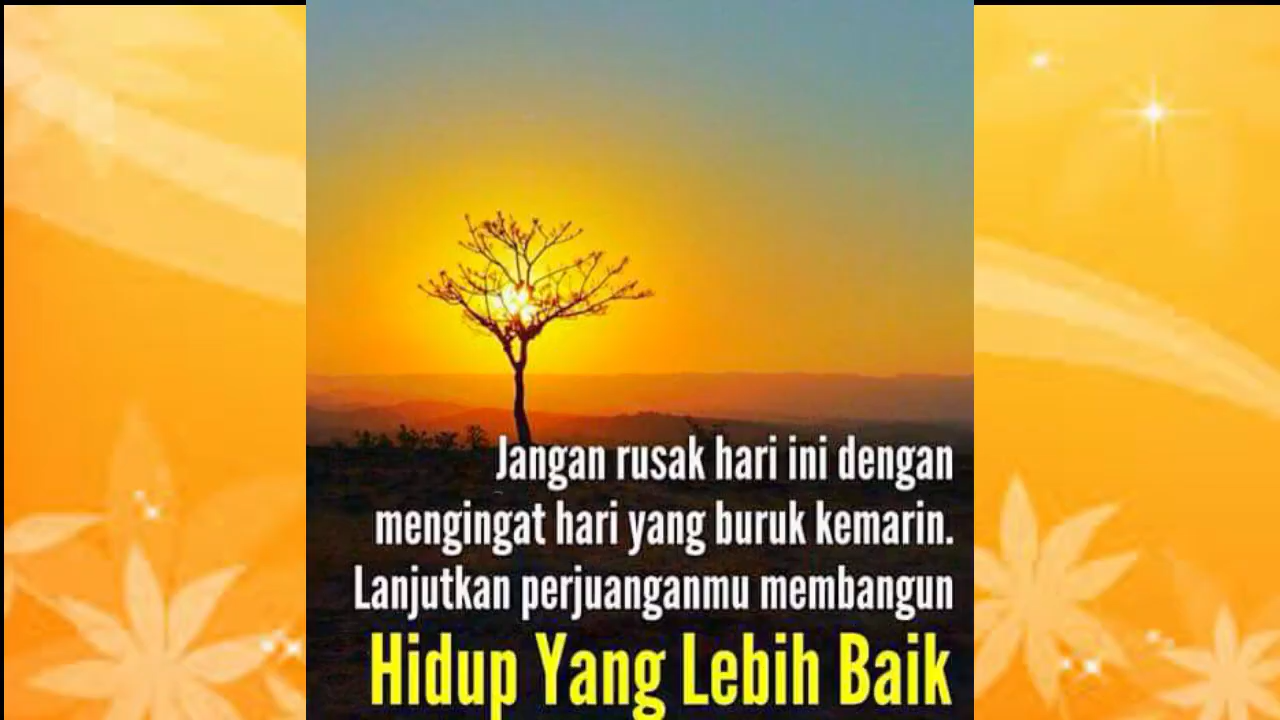 Jangan rusak hari ini dengan
mengingat hari yang buruk kemarin.
Lanjutkan perjuanganmu membangun
Hidup Yang Lebih Baik